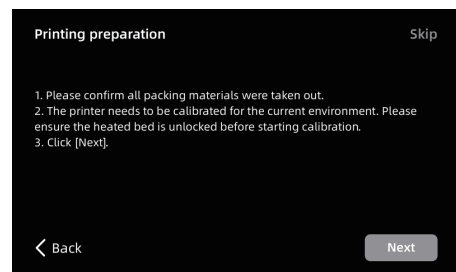 Printing preparation
Skip
1. Please confirm all packing materials were taken out.
2. The printer needs to be calibrated for the current environment. Please
ensure the heated bed is unlocked before starting calibration.
3. Click [Next].
Back
Next